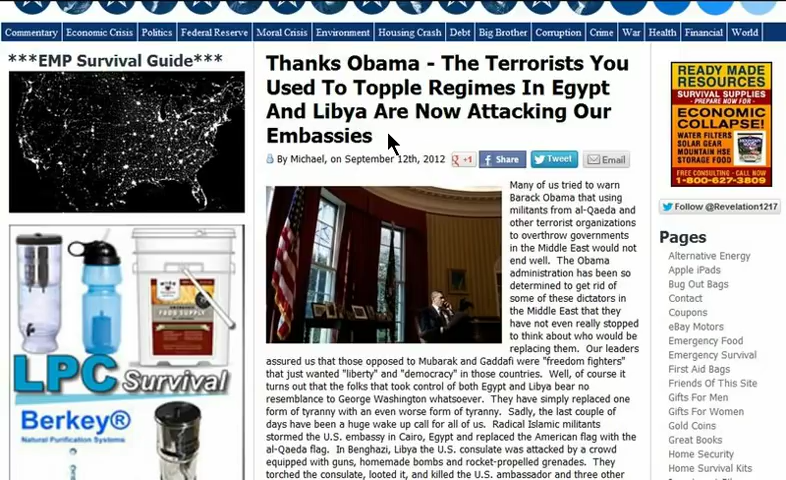 Commentary Economic Crisis Politics Federal Reserve Moral Crisis Environment Housing Crash Debt Big Brother Corruption Crime War Health Financial World
***EMP Survival Guide***
LPC Survival
Berkey®
Natural Purification Systems
Thanks Obama - The Terrorists You
Used To Topple Regimes In Egypt
And Libya Are Now Attacking Our
Embassies
By Michael, on September 12th, 2012
+1
Share
Tweet
Email
Many of us tried to warn
Barack Obama that using
militants from al-Qaeda and
other terrorist organizations
to overthrow governments
in the Middle East would not
end well. The Obama
administration has been so
determined to get rid of
some of these dictators in
the Middle East that they
have not even really stopped
to think about who would be
replacing them. Our leaders
assured us that those opposed to Mubarak and Gaddafi were "freedom fighters"
that just wanted "liberty" and "democracy" in those countries. Well, of course it
turns out that the folks that took control of both Egypt and Libya bear no
resemblance to George Washington whatsoever. They have simply replaced one
form of tyranny with an even worse form of tyranny. Sadly, the last couple of
days have been a huge wake up call for all of us. Radical Islamic militants
stormed the U.S. embassy in Cairo, Egypt and replaced the American flag with the
al-Qaeda flag. In Benghazi, Libya the U.S. consulate was attacked by a crowd
equipped with guns, homemade bombs and rocket-propelled grenades. They
torched the consulate, looted it, and killed the U.S. ambassador and three other
READY MADE
RESOURCES
SURVIVAL SUPPLIES
- PREPARE NOW FOR -
ECONOMIC
COLLAPSE!
WATER FILTERS
SOLAR GEAR
MOUNTAIN HSE
STORAGE FOOD
FREE CONSULTING - CALL NOW
1-800-627-3809
Follow @Revelation1217
Pages
Alternative Energy
Apple iPads
Bug Out Bags
Contact
Coupons
eBay Motors
Emergency Food
Emergency Survival
First Aid Bags
Friends Of This Site
Gifts For Men
Gifts For Women
Gold Coins
Great Books
Home Security
Home Survival Kits